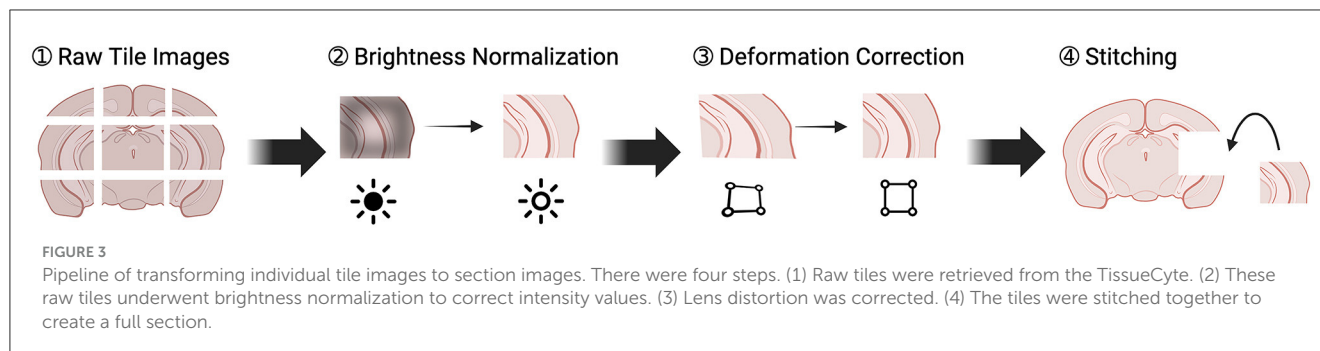 ① Raw Tile Images
② Brightness Normalization
③ Deformation Correction
④ Stitching
FIGURE 3
Pipeline of transforming individual tile images to section images. There were four steps. (1) Raw tiles were retrieved from the TissueCyte. (2) These
raw tiles underwent brightness normalization to correct intensity values. (3) Lens distortion was corrected. (4) The tiles were stitched together to
create a full section.